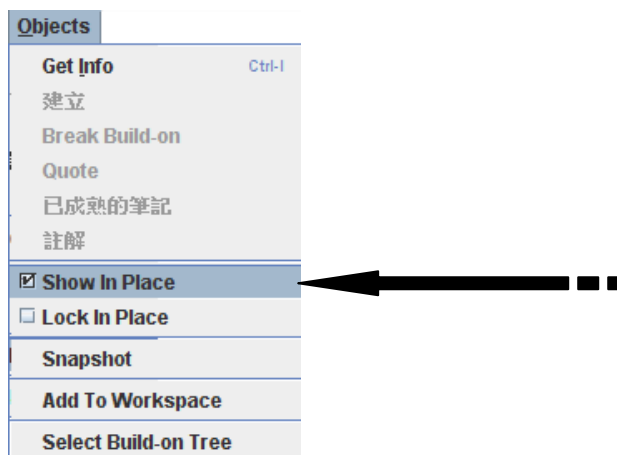 Objects
Get Info Ctrl-I
建立
Break Build-on
Quote
已成熟的筆記
註解
Show In Place
Lock In Place
Snapshot
Add To Workspace
Select Build-on Tree